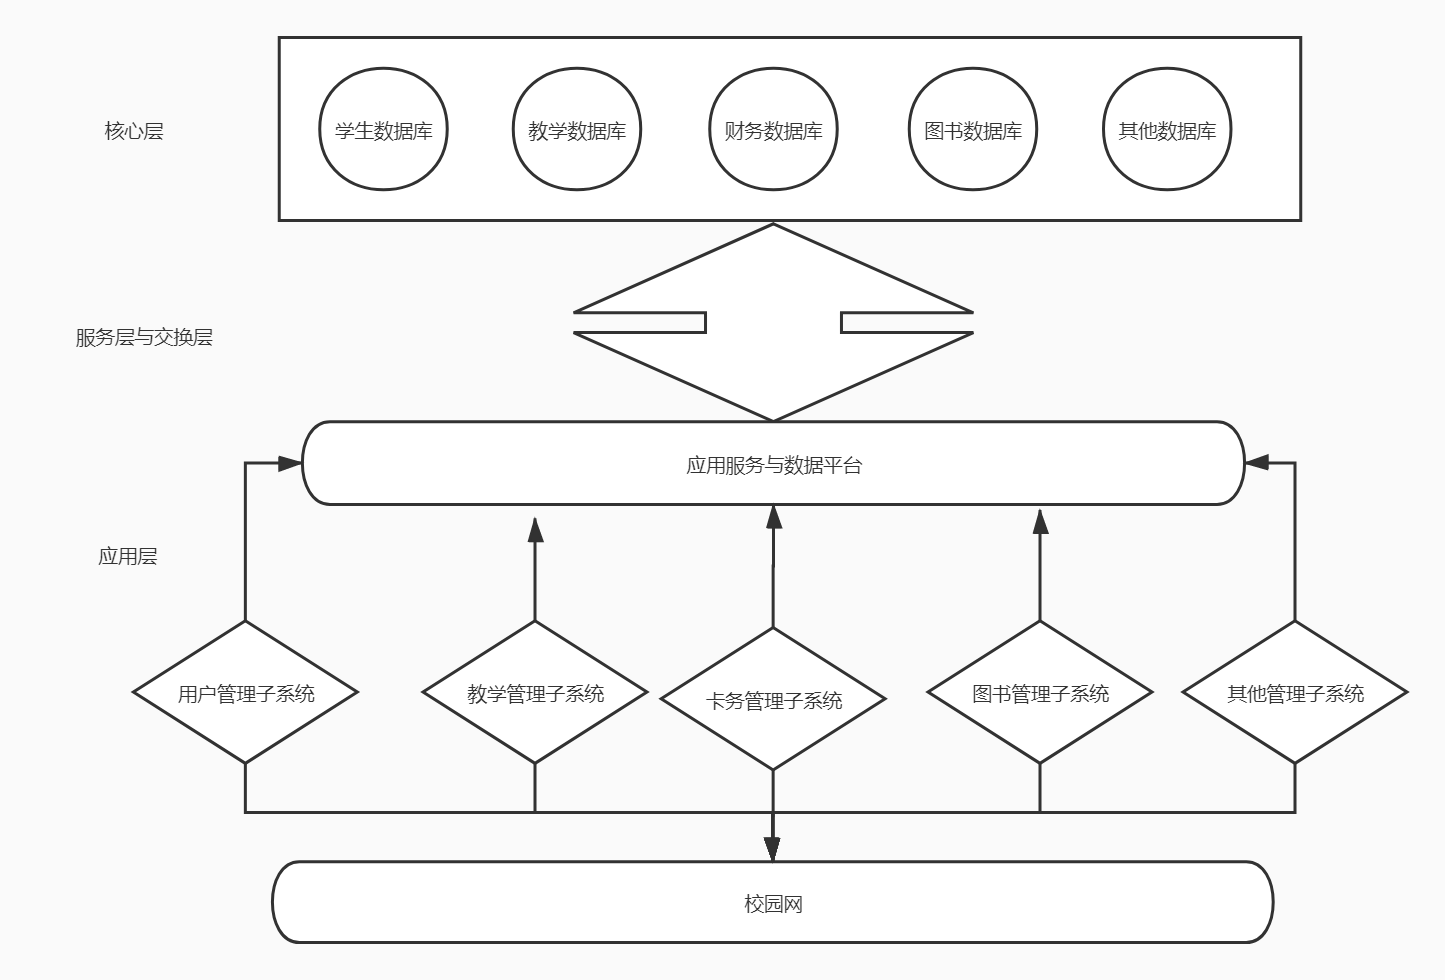 核心层
学生数据库
教学数据库
财务数据库
图书数据库
其他数据库
服务层与交换层
应用服务与数据平台
应用层
用户管理子系统
教学管理子系统
卡务管理子系统
图书管理子系统
其他管理子系统
校园网